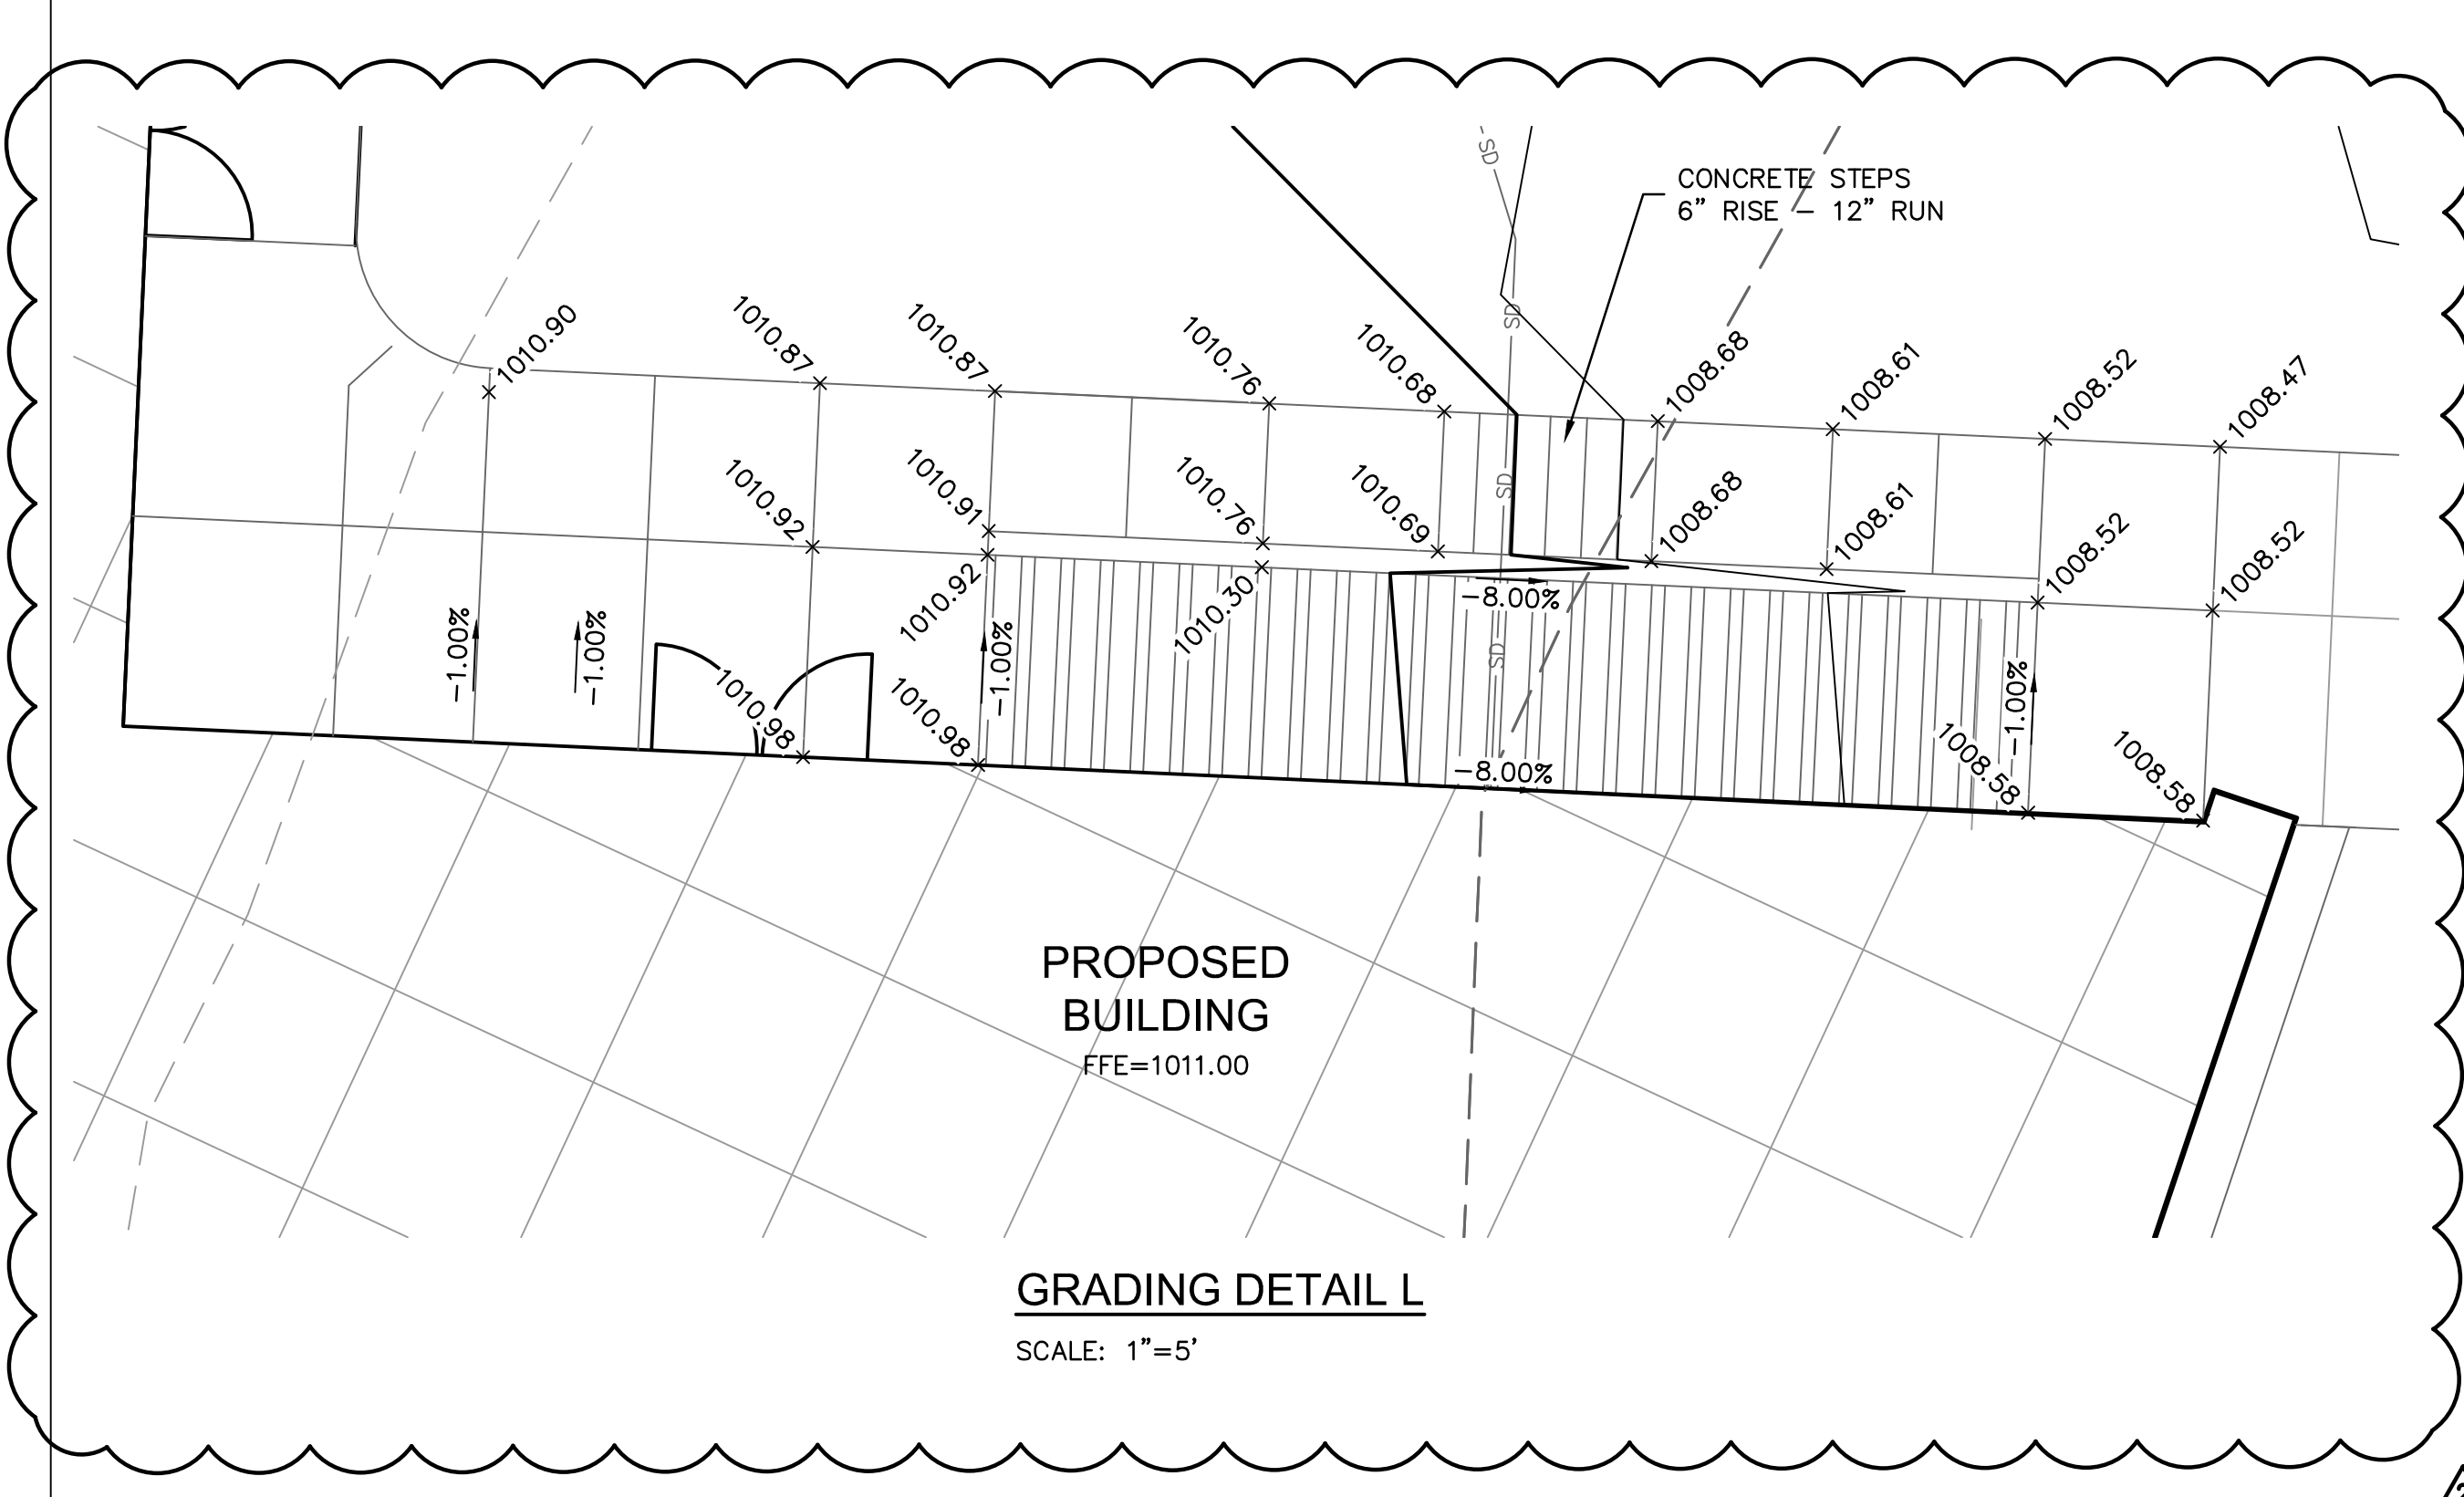 SD
CONCRETE STEPS
6” RISE – 12” RUN
1010.90
1010.87
1010.87
1010.76
1010.68
SD
1008.68
1008.61
1008.52
1008.47
1010.92
1010.91
1010.76
1010.69
SD
1008.68
1008.61
1008.52
1008.52
1010.92
1010.30
-8.00%
SD
-1.00%
-1.00%
-1.00%
-1.00%
1010.98
1010.98
-8.00%
1008.58
1008.58
PROPOSED
BUILDING
FFE=1011.00
GRADING DETAIL L
SCALE: 1”=5’